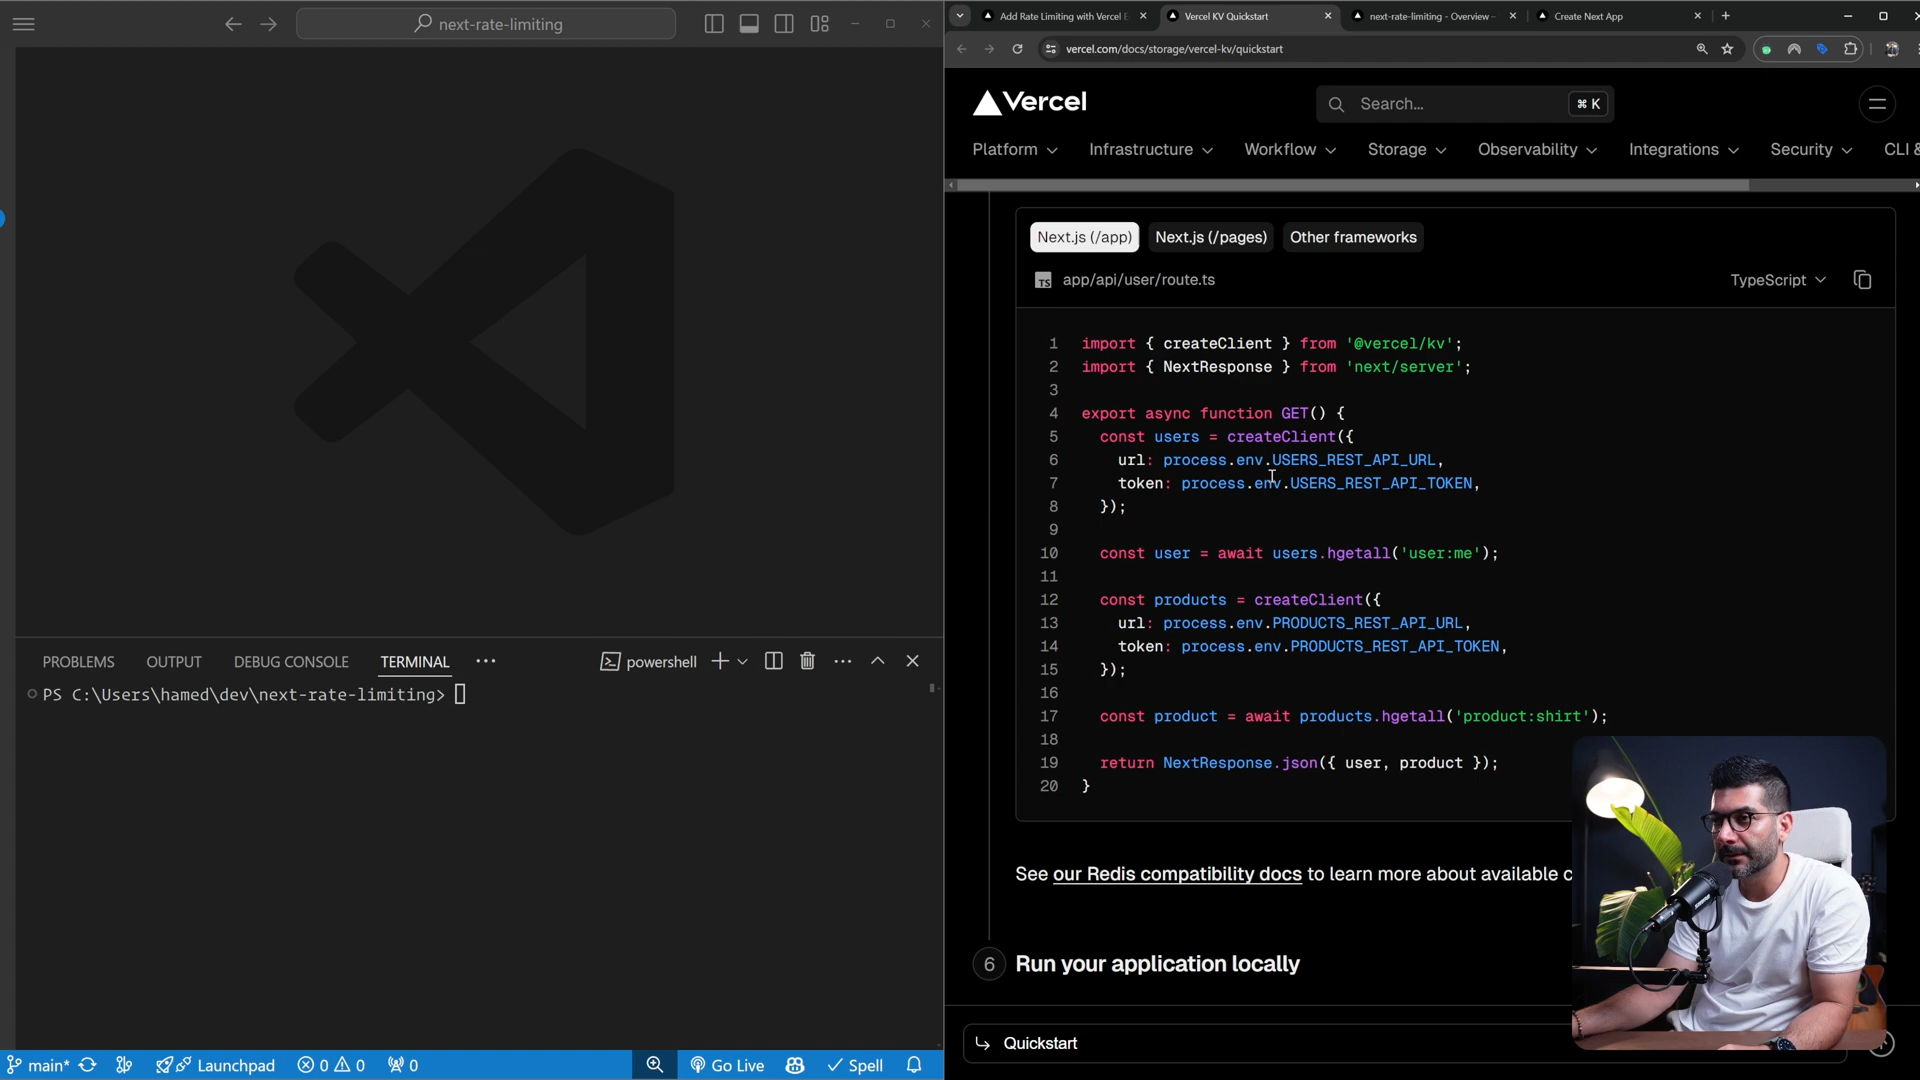 next-rate-limiting
PROBLEMS
OUTPUT
DEBUG CONSOLE
TERMINAL
powershell
PS C:\Users\hamed\dev\next-rate-limiting>
main*
Launchpad
0
0
0
Go Live
Spell
Add Rate Limiting with Vercel E
Vercel KV Quickstart
next-rate-limiting - Overview –
Create Next App
vercel.com/docs/storage/vercel-kv/quickstart
Vercel
Search...
⌘ K
Platform
Infrastructure
Workflow
Storage
Observability
Integrations
Security
CLI &
Next.js (/app)
Next.js (/pages)
Other frameworks
TS
app/api/user/route.ts
TypeScript
1 import { createClient } from '@vercel/kv';
2 import { NextResponse } from 'next/server';
3
4 export async function GET() {
5 const users = createClient({
6 url: process.env.USERS_REST_API_URL,
7 token: process.env.USERS_REST_API_TOKEN,
8 });
9
10 const user = await users.hgetall('user:me');
11
12 const products = createClient({
13 url: process.env.PRODUCTS_REST_API_URL,
14 token: process.env.PRODUCTS_REST_API_TOKEN,
15 });
16
17 const product = await products.hgetall('product:shirt');
18
19 return NextResponse.json({ user, product });
20 }
See our Redis compatibility docs to learn more about available c
6 Run your application locally
Quickstart